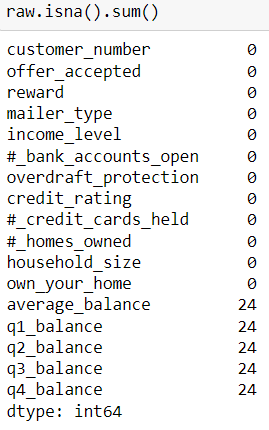 raw.isna().sum()
customer_number 0
offer_accepted 0
reward 0
mailer_type 0
income_level 0
#_bank_accounts_open 0
overdraft_protection 0
credit_rating 0
#_credit_cards_held 0
#_homes_owned 0
household_size 0
own_your_home 0
average_balance 24
q1_balance 24
q2_balance 24
q3_balance 24
q4_balance 24
dtype: int64